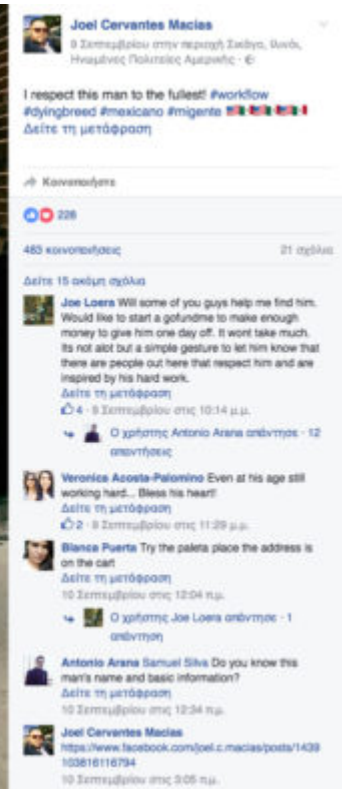 Joel Cervantes Macias
9 Σεπτεμβρίου στην περιοχή Σικάγο, Ιλινόι,
Ηνωμένες Πολιτείες Αμερικής ·
I respect this man to the fullest! #workflow
#dyingbreed #mexicano #migente 🇺🇸🇲🇽🇺🇸🇲🇽
Δείτε τη μετάφραση
Κοινοποιήστε
228
483 κοινοποιήσεις 21 σχόλια
Δείτε 15 ακόμη σχόλια
Joe Loera Will some of you guys help me find him.
Would like to start a gofundme to make enough
money to give him one day off. It wont take much.
Its not alot but a simple gesture to let him know that
there are people out here that respect him and are
inspired by his hard work.
Δείτε τη μετάφραση
4 · 9 Σεπτεμβρίου στις 10:14 μ.μ.
Ο χρήστης Antonio Arana απάντησε · 12
απαντήσεις
Veronica Acosta-Palomino Even at his age still
working hard... Bless his heart!
Δείτε τη μετάφραση
2 · 9 Σεπτεμβρίου στις 11:29 μ.μ.
Bianca Puerta Try the paleta place the address is
on the cart
Δείτε τη μετάφραση
10 Σεπτεμβρίου στις 12:04 π.μ.
Ο χρήστης Joe Loera απάντησε · 1
απάντηση
Antonio Arana Samuel Silva Do you know this
man's name and basic information?
Δείτε τη μετάφραση
10 Σεπτεμβρίου στις 12:34 π.μ.
Joel Cervantes Macias
https://www.facebook.com/joel.c.macias/posts/1439
103616116794
10 Σεπτεμβρίου στις 3:05 π.μ.